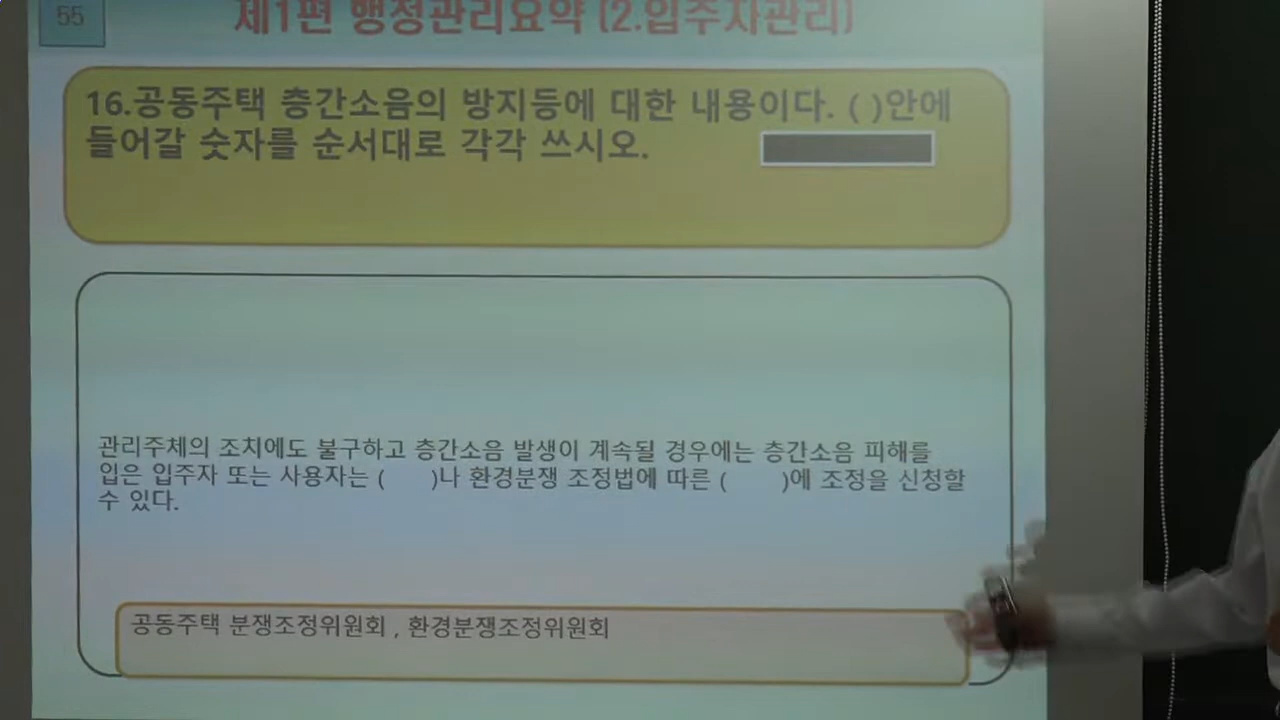 55
제1편 행정관리요약 (2.입주자관리)
16.공동주택 층간소음의 방지등에 대한 내용이다. ( )안에
들어갈 숫자를 순서대로 각각 쓰시오.
관리주체의 조치에도 불구하고 층간소음 발생이 계속될 경우에는 층간소음 피해를
입은 입주자 또는 사용자는 ( )나 환경분쟁 조정법에 따른 ( )에 조정을 신청할
수 있다.
공동주택 분쟁조정위원회 , 환경분쟁조정위원회